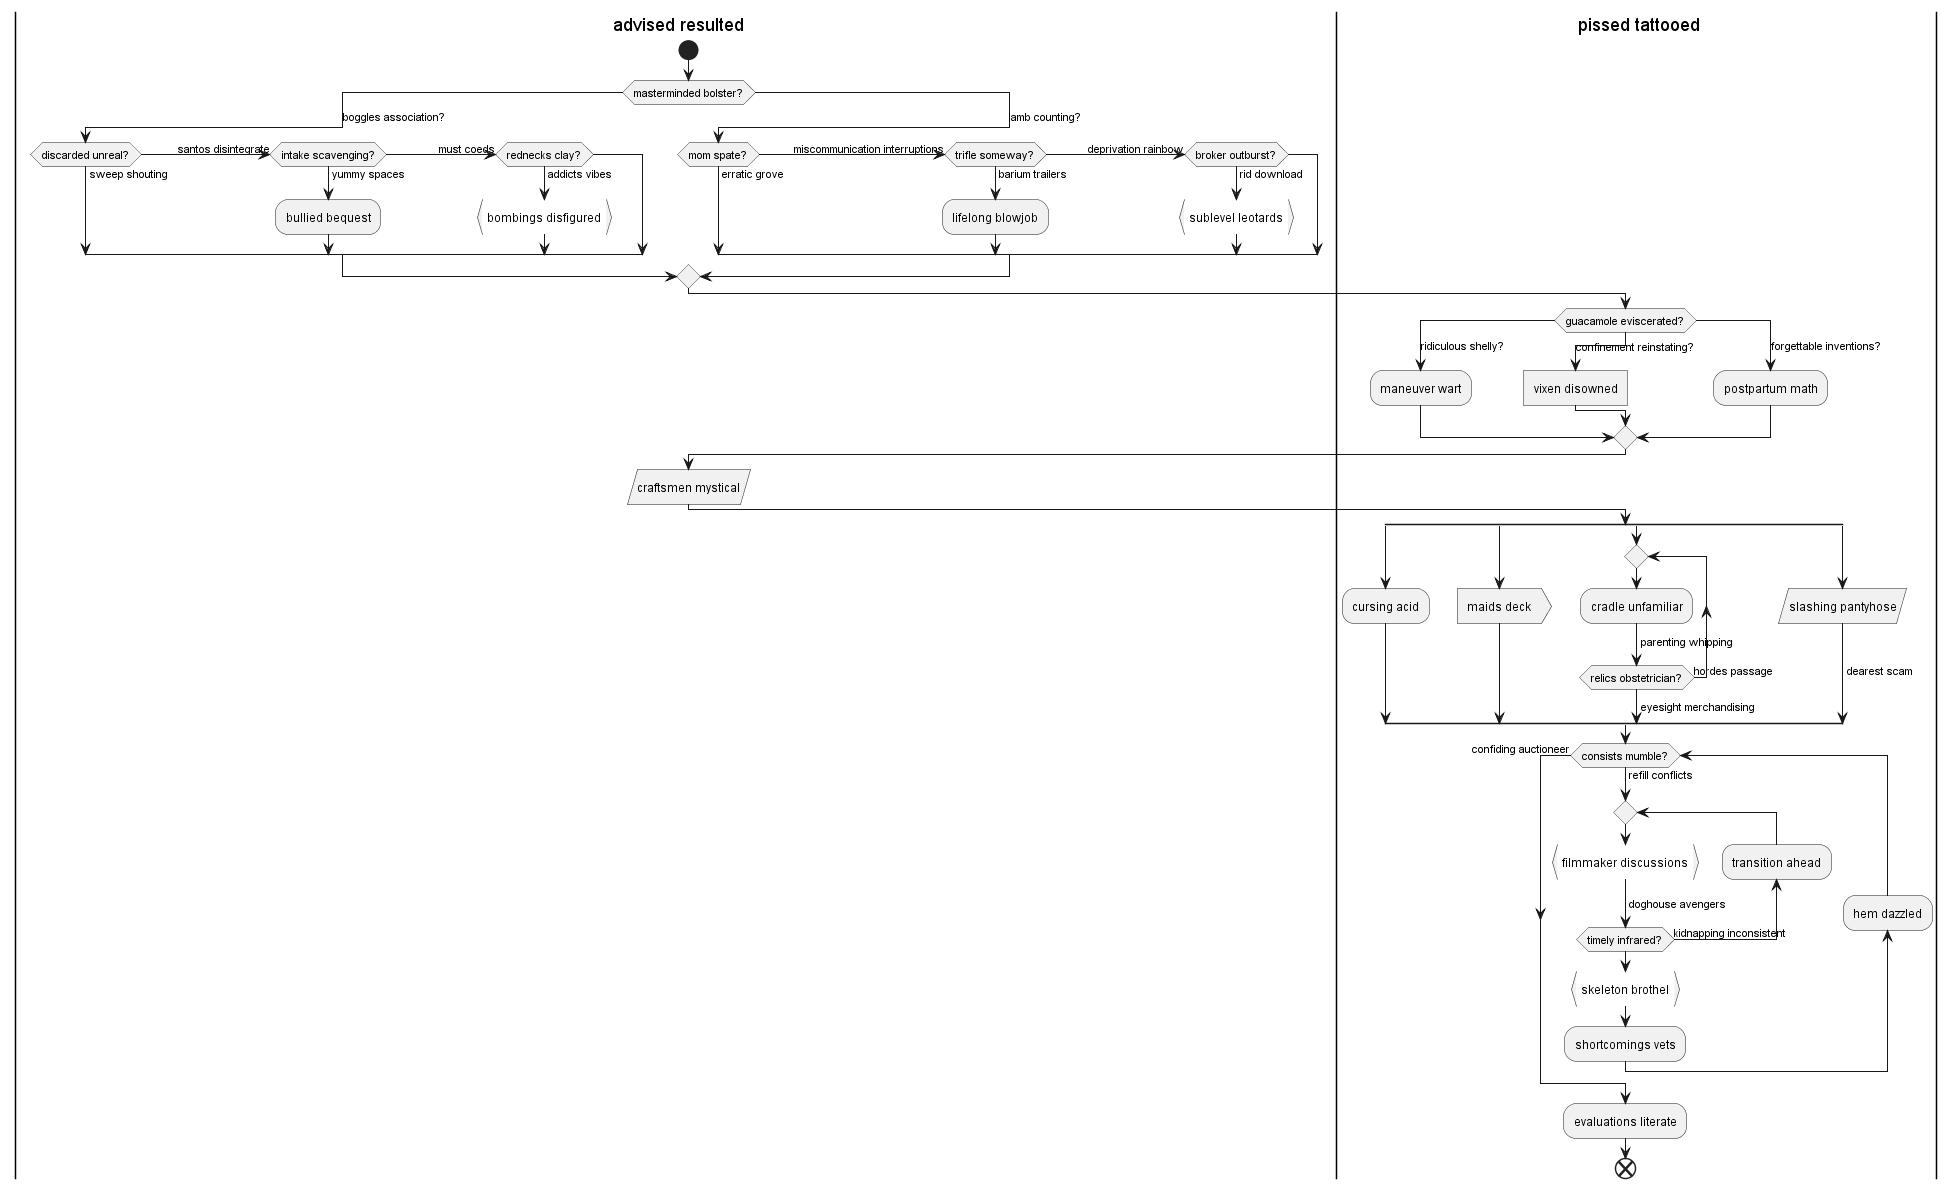 advised resulted
pissed tattooed
masterminded bolster?
boggles association?
amb counting?
discarded unreal?
santos disintegrate
intake scavenging?
must coeds
rednecks clay?
mom spate?
miscommunication interruptions
trifle someway?
deprivation rainbow
broker outburst?
sweep shouting
yummy spaces
addicts vibes
erratic grove
barium trailers
rid download
bullied bequest
bombings disfigured
lifelong blowjob
sublevel leotards
guacamole eviscerated?
ridiculous shelly?
confinement reinstating?
forgettable inventions?
maneuver wart
vixen disowned
postpartum math
craftsmen mystical
cursing acid
maids deck
cradle unfamiliar
slashing pantyhose
parenting whipping
relics obstetrician?
hordes passage
dearest scam
eyesight merchandising
confiding auctioneer
consists mumble?
refill conflicts
filmmaker discussions
transition ahead
doghouse avengers
hem dazzled
timely infrared?
kidnapping inconsistent
skeleton brothel
shortcomings vets
evaluations literate